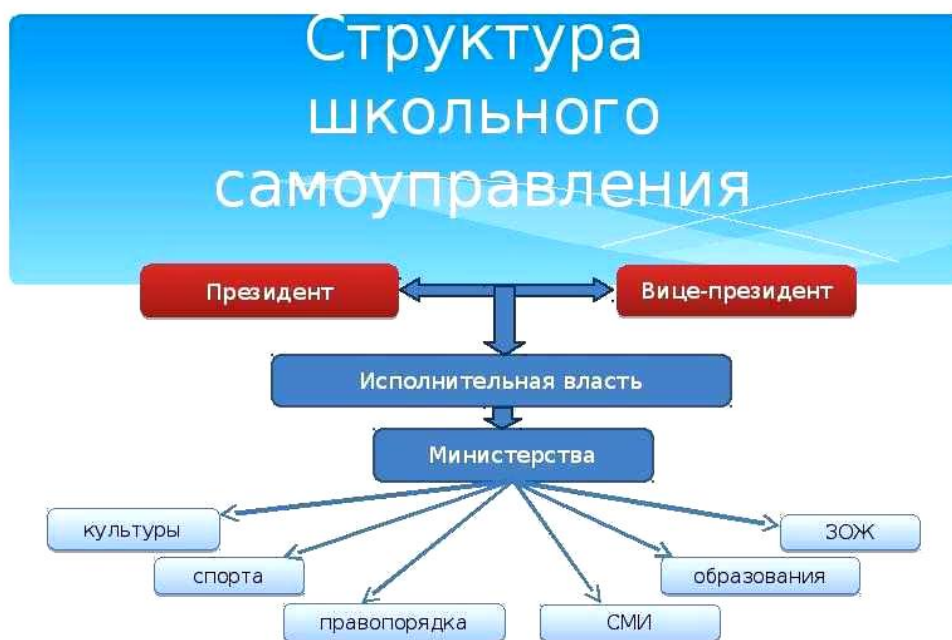 Структура
школьного
самоуправления
Президент
Вице-президент
Исполнительная власть
Министерства
культуры
ЗОЖ
спорта
образования
правопорядка
СМИ